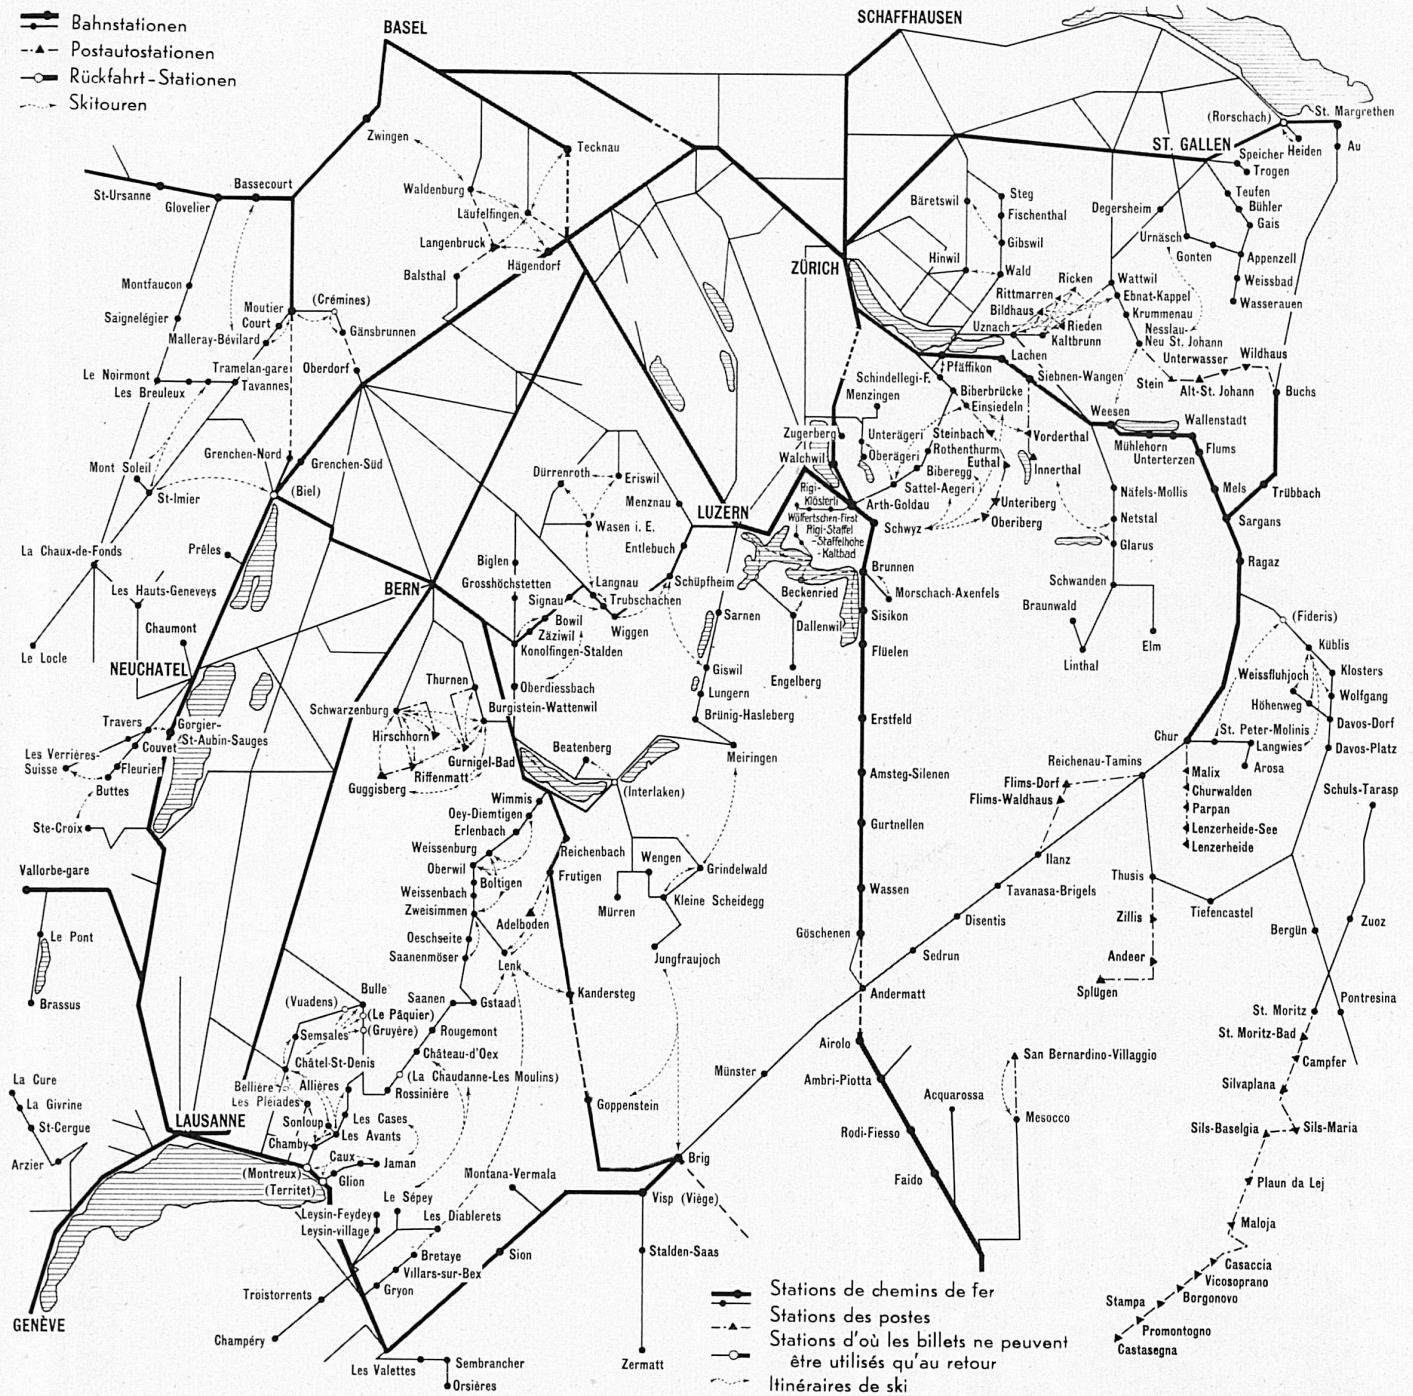 Bahnstationen
Postautostationen
Rückfahrt-Stationen
Skitouren
BASEL
SCHAFFHAUSEN
Zwingen
Tecknau
Waldenburg
Läufelfingen
Langenbruck
Hägendorf
Balsthal
St-Ursanne
Bassecourt
Glovelier
Montfaucon
Saignelégier
Moutier
(Crémines)
Court
Gänsbrunnen
Malleray-Bévilard
Oberdorf
Le Noirmont
Tramelan-gare
Tavannes
Les Breuleux
Grenchen-Nord
Grenchen-Süd
Mont Soleil
St-Imier
(Biel)
La Chaux-de-Fonds
Prêles
Les Hauts-Geneveys
Chaumont
Le Locle
NEUCHATEL
Travers
Gorgier-
St-Aubin-Sauges
Les Verrières-
Suisse
Couvet
Fleurier
Buttes
Ste-Croix
Vallorbe-gare
Le Pont
Brassus
La Cure
La Givrine
St-Cergue
Arzier
GENÈVE
LAUSANNE
(Rorschach)
St. Margrethen
ST. GALLEN
Heiden
Au
Speicher
Trogen
Teufen
Bühler
Gais
Appenzell
Weissbad
Wasserauen
Degersheim
Urnäsch
Gonten
Steg
Fischenthal
Bäretswil
Gibswil
Hinwil
Wald
ZÜRICH
Ricken
Rittmarren
Bildhaus
Uznach
Rieden
Kaltbrunn
Wattwil
Ebnat-Kappel
Krummenau
Nesslau-
Neu St. Johann
Unterwasser
Wildhaus
Stein
Alt-St. Johann
Buchs
Lachen
Pfäffikon
Siebnen-Wangen
Schindellegi-F.
Biberbrücke
Menzingen
Einsiedeln
Weesen
Wallenstadt
Zugerberg
Unterägeri
Steinbach
Vorderthal
Mühlehorn
Flums
Walchwil
Oberägeri
Rothenthurm
Euthal
Unterterzen
Biberegg
Innerthal
Sattel-Aegeri
Mels
Trübbach
Rigi-
Klösterli
Arth-Goldau
Unteriberg
Näfels-Mollis
Sargans
Wölfertschen-First
Rigi-Staffel
-Staffelhöhe
-Kaltbad
Schwyz
Oberiberg
Netstal
Glarus
Ragaz
LUZERN
Dürrenroth
Eriswil
Menznau
Wasen i. E.
Entlebuch
Biglen
Grosshöchstetten
Langnau
Schüpfheim
Signau
Trubschachen
BERN
Bowil
Wiggen
Zäziwil
Konolfingen-Stalden
Sarnen
Beckenried
Dallenwil
Brunnen
Morschach-Axenfels
Sisikon
Flüelen
Schwanden
Braunwald
Elm
Linthal
(Fideris)
Küblis
Klosters
Weissfluhjoch
Wolfgang
Höhenweg
Davos-Dorf
Davos-Platz
Giswil
Engelberg
Oberdiessbach
Lungern
Brünig-Hasleberg
Thurnen
Burgistein-Wattenwil
Schwarzenburg
Hirschhorn
Gurnigel-Bad
Riffenmatt
Guggisberg
Beatenberg
Meiringen
(Interlaken)
Erstfeld
Amsteg-Silenen
Gurtnellen
Wassen
Göschenen
Andermatt
Chur
St. Peter-Molinis
Langwies
Arosa
Reichenau-Tamins
Malix
Churwalden
Parpan
Lenzerheide-See
Lenzerheide
Flims-Dorf
Flims-Waldhaus
Ilanz
Tavanasa-Brigels
Disentis
Sedrun
Thusis
Zillis
Andeer
Splügen
Tiefencastel
Schuls-Tarasp
Bergün
Zuoz
Pontresina
St. Moritz
St. Moritz-Bad
Campfer
Silvaplana
Sils-Baselgia
Sils-Maria
Plaun da Lej
Maloja
Casaccia
Vicosoprano
Borgonovo
Stampa
Promontogno
Castasegna
Wimmis
Oey-Diemtigen
Erlenbach
Weissenburg
Reichenbach
Oberwil
Boltigen
Frutigen
Weissenbach
Zweisimmen
Adelboden
Oeschseite
Saanenmöser
Lenk
Kandersteg
Wengen
Grindelwald
Mürren
Kleine Scheidegg
Jungfraujoch
Saanen
Gstaad
Rougemont
Château-d'Oex
(La Chaudanne-Les Moulins)
Rossinière
Bulle
(Vuadens)
(Le Pâquier)
(Gruyère)
Semsales
Châtel-St-Denis
Bellière
Allières
Les Pléiades
Sonloup
Les Cases
Chamby
Les Avants
Caux
Jaman
(Montreux)
Glion
(Territet)
Goppenstein
Münster
Airolo
Ambri-Piotta
Acquarossa
Rodi-Fiesso
Faido
San Bernardino-Villaggio
Mesocco
Brig
Montana-Vermala
Visp (Viège)
Le Sépey
Leysin-Feydey
Leysin-village
Les Diablerets
Bretaye
Villars-sur-Bex
Gryon
Sion
Stalden-Saas
Troistorrents
Champéry
Les Valettes
Sembrancher
Orsières
Zermatt
Stations de chemins de fer
Stations des postes
Stations d'où les billets ne peuvent
être utilisés qu'au retour
Itinéraires de ski